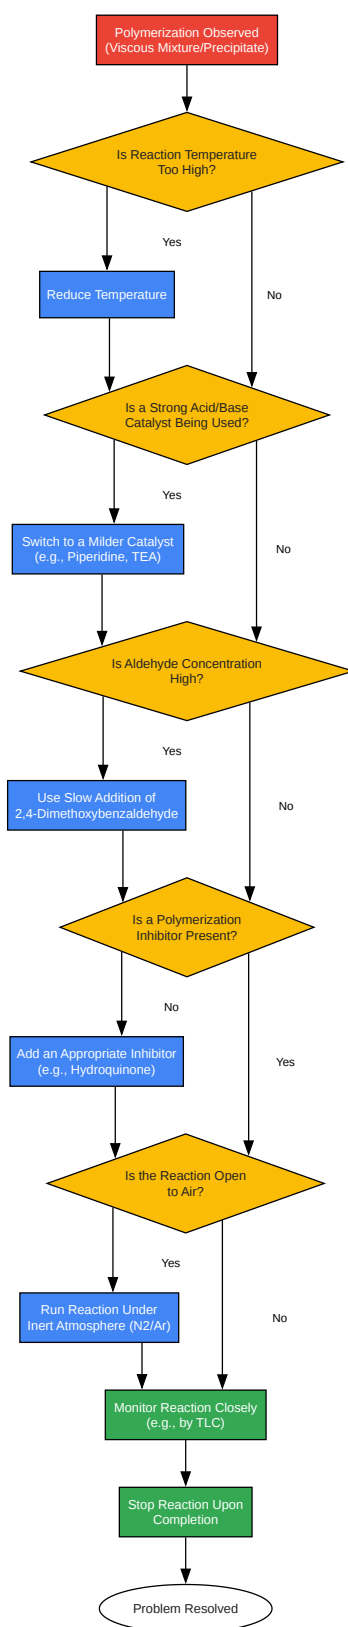 Polymerization Observed
(Viscous Mixture/Precipitate)
Is Reaction Temperature
Too High?
Yes
Reduce Temperature
No
Is a Strong Acid/Base
Catalyst Being Used?
Yes
Switch to a Milder Catalyst
(e.g., Piperidine, TEA)
No
Is Aldehyde Concentration
High?
Yes
Use Slow Addition of
2,4-Dimethoxybenzaldehyde
No
Is a Polymerization
Inhibitor Present?
No
Add an Appropriate Inhibitor
(e.g., Hydroquinone)
Yes
Is the Reaction Open
to Air?
Yes
Run Reaction Under
Inert Atmosphere (N2/Ar)
No
Monitor Reaction Closely
(e.g., by TLC)
Stop Reaction Upon
Completion
Problem Resolved